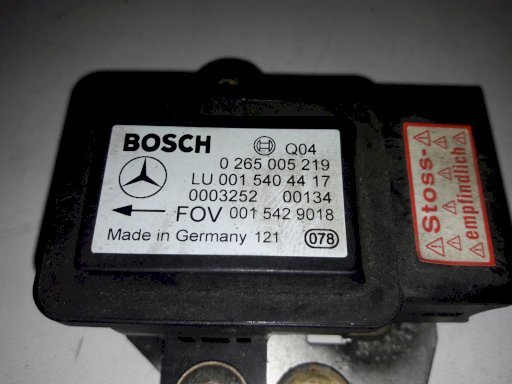 BOSCH
Q04
0 265 005 219
LU 001 540 44 17
0003252 00134
FOV 001 542 9018
Made in Germany 121 078
Stoss-
empfindlich